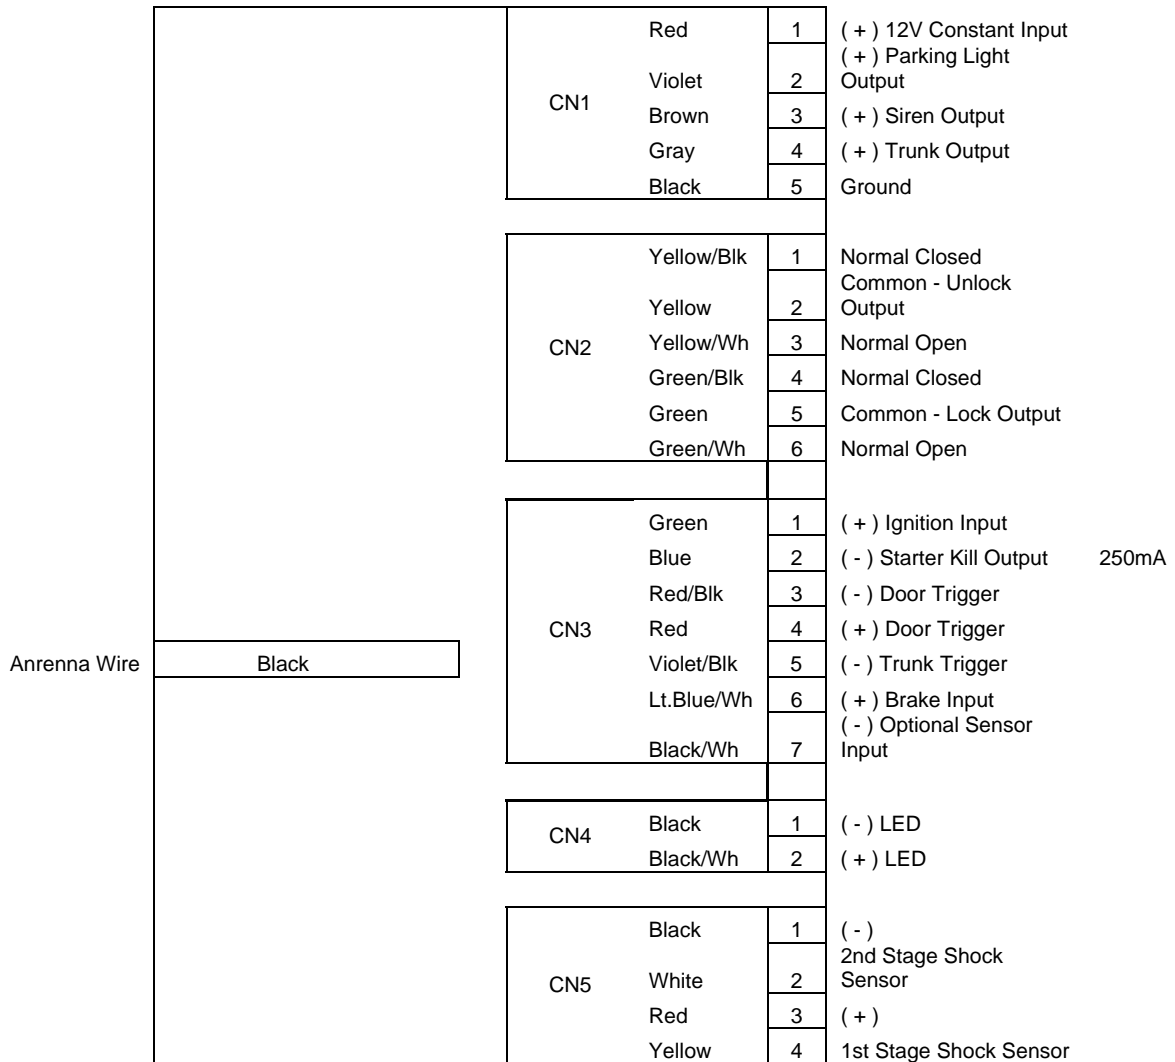 Red 1 ( + ) 12V Constant Input
( + ) Parking Light
Violet 2 Output
CN1
Brown 3 ( + ) Siren Output
Gray 4 ( + ) Trunk Output
Black 5 Ground
Yellow/Blk 1 Normal Closed
Common - Unlock
Yellow 2 Output
CN2 Yellow/Wh 3 Normal Open
Green/Blk 4 Normal Closed
Green 5 Common - Lock Output
Green/Wh 6 Normal Open
Green 1 ( + ) Ignition Input
Blue 2 ( - ) Starter Kill Output 250mA
Red/Blk 3 ( - ) Door Trigger
CN3 Red 4 ( + ) Door Trigger
Anrenna Wire Black Violet/Blk 5 ( - ) Trunk Trigger
Lt.Blue/Wh 6 ( + ) Brake Input
( - ) Optional Sensor
Black/Wh 7 Input
CN4 Black 1 ( - ) LED
Black/Wh 2 ( + ) LED
Black 1 ( - )
2nd Stage Shock
CN5 White 2 Sensor
Red 3 ( + )
Yellow 4 1st Stage Shock Sensor